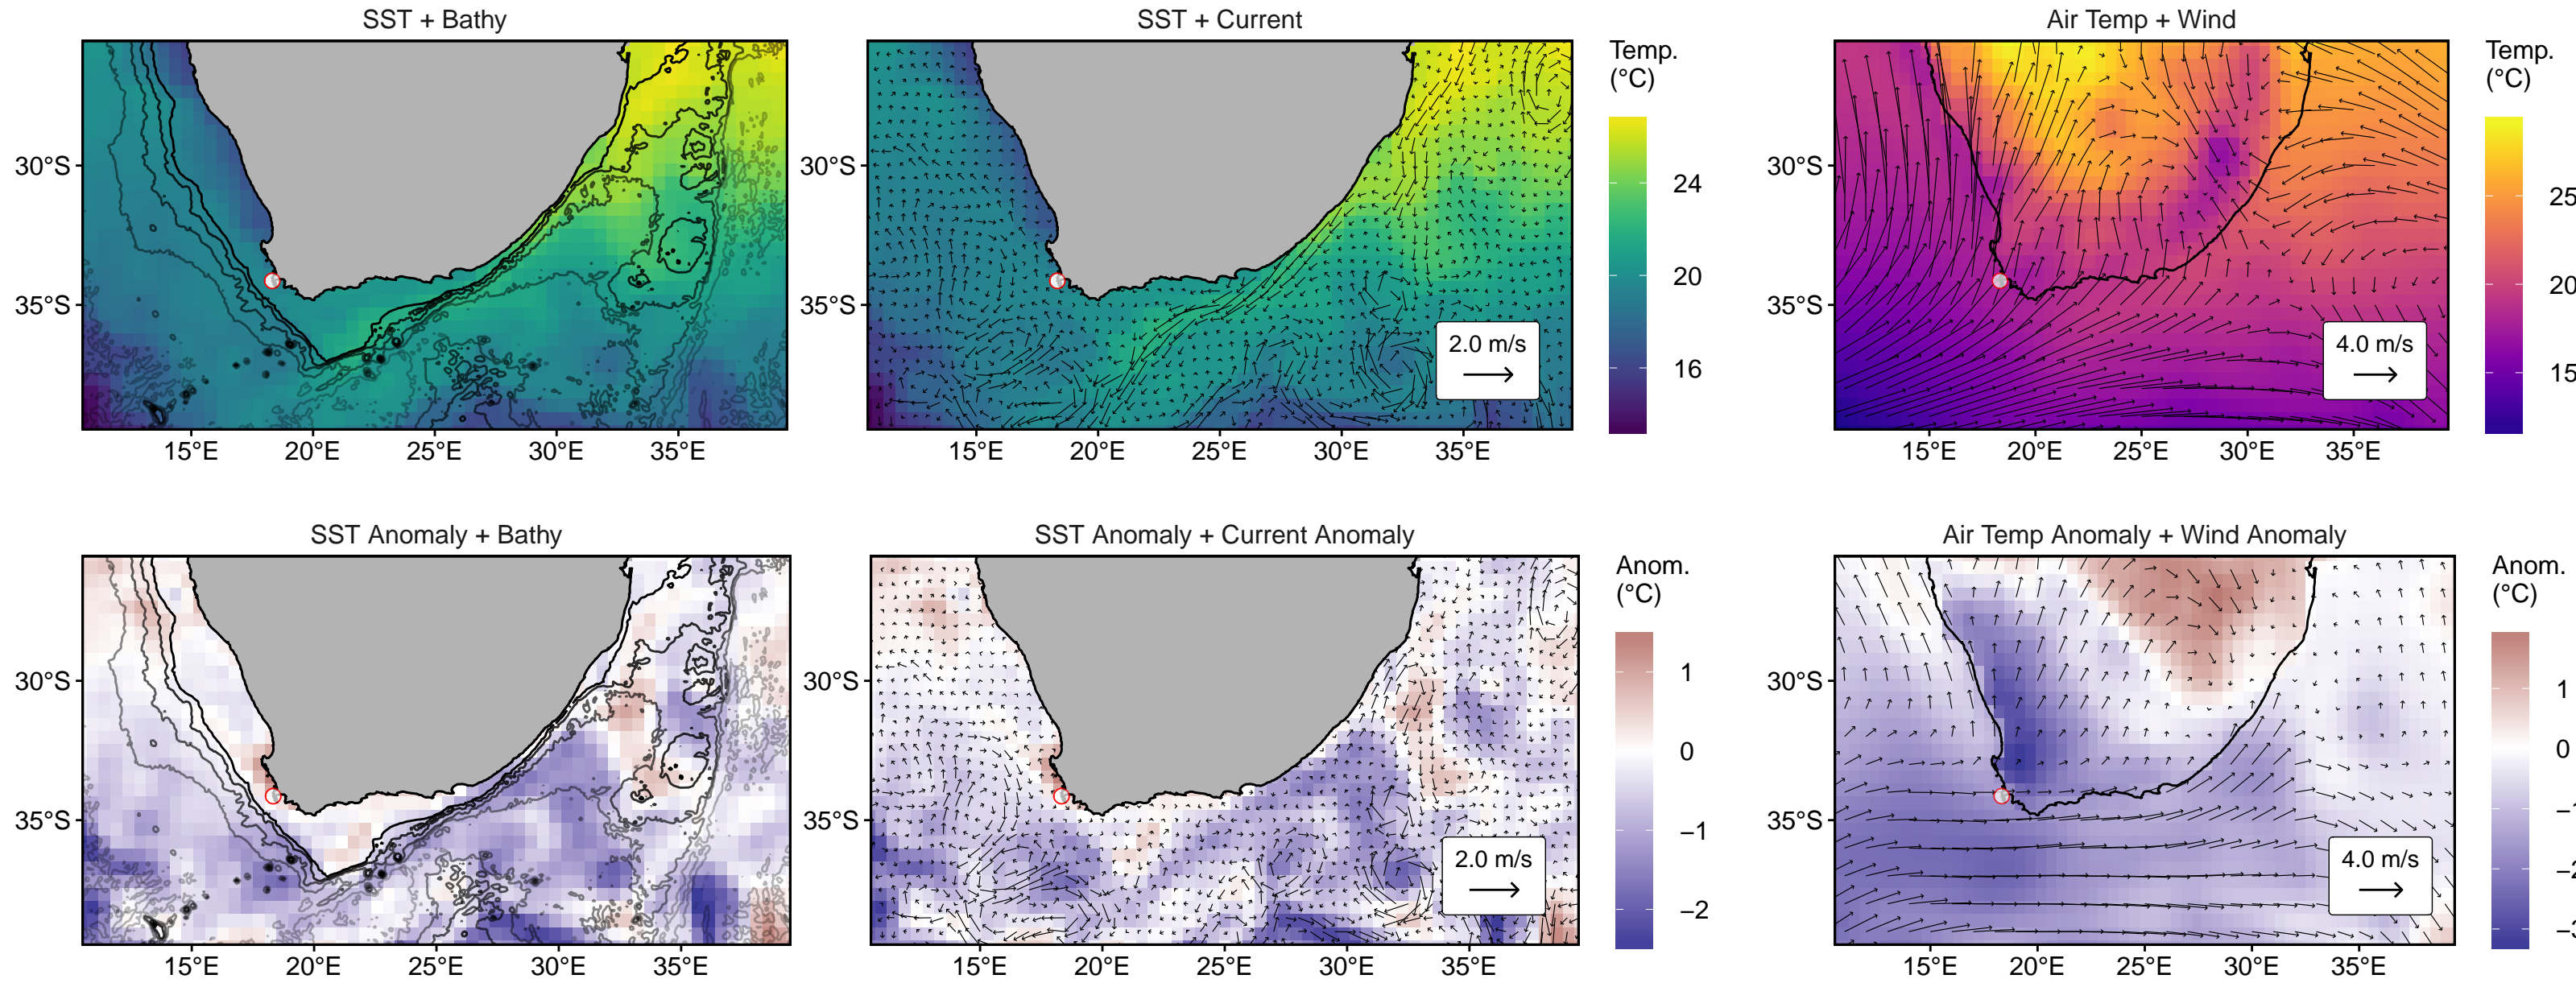 SST + Bathy
SST + Current
Air Temp + Wind
30°S
35°S
15°E 20°E 25°E 30°E 35°E
30°S
35°S
15°E 20°E 25°E 30°E 35°E
2.0 m/s
Temp.
(°C)
24
20
16
30°S
35°S
15°E 20°E 25°E 30°E 35°E
4.0 m/s
Temp.
(°C)
25
20
15
SST Anomaly + Bathy
SST Anomaly + Current Anomaly
Air Temp Anomaly + Wind Anomaly
30°S
35°S
15°E 20°E 25°E 30°E 35°E
30°S
35°S
15°E 20°E 25°E 30°E 35°E
2.0 m/s
Anom.
(°C)
1
0
−1
−2
30°S
35°S
15°E 20°E 25°E 30°E 35°E
4.0 m/s
Anom.
(°C)
1
0